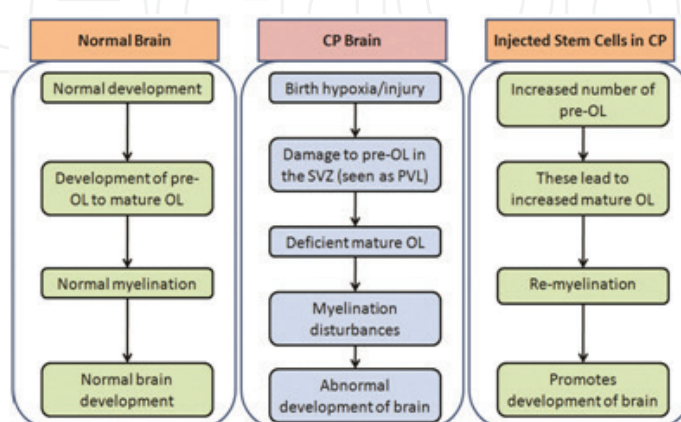 Normal Brain
Normal development
Development of pre-
OL to mature OL
Normal myelination
Normal brain
development
CP Brain
Birth hypoxia/injury
Damage to pre-OL in
the SVZ (seen as PVL)
Deficient mature OL
Myelination
disturbances
Abnormal
development of brain
Injected Stem Cells in CP
Increased number of
pre-OL
These lead to
increased mature OL
Re-myelination
Promotes
development of brain